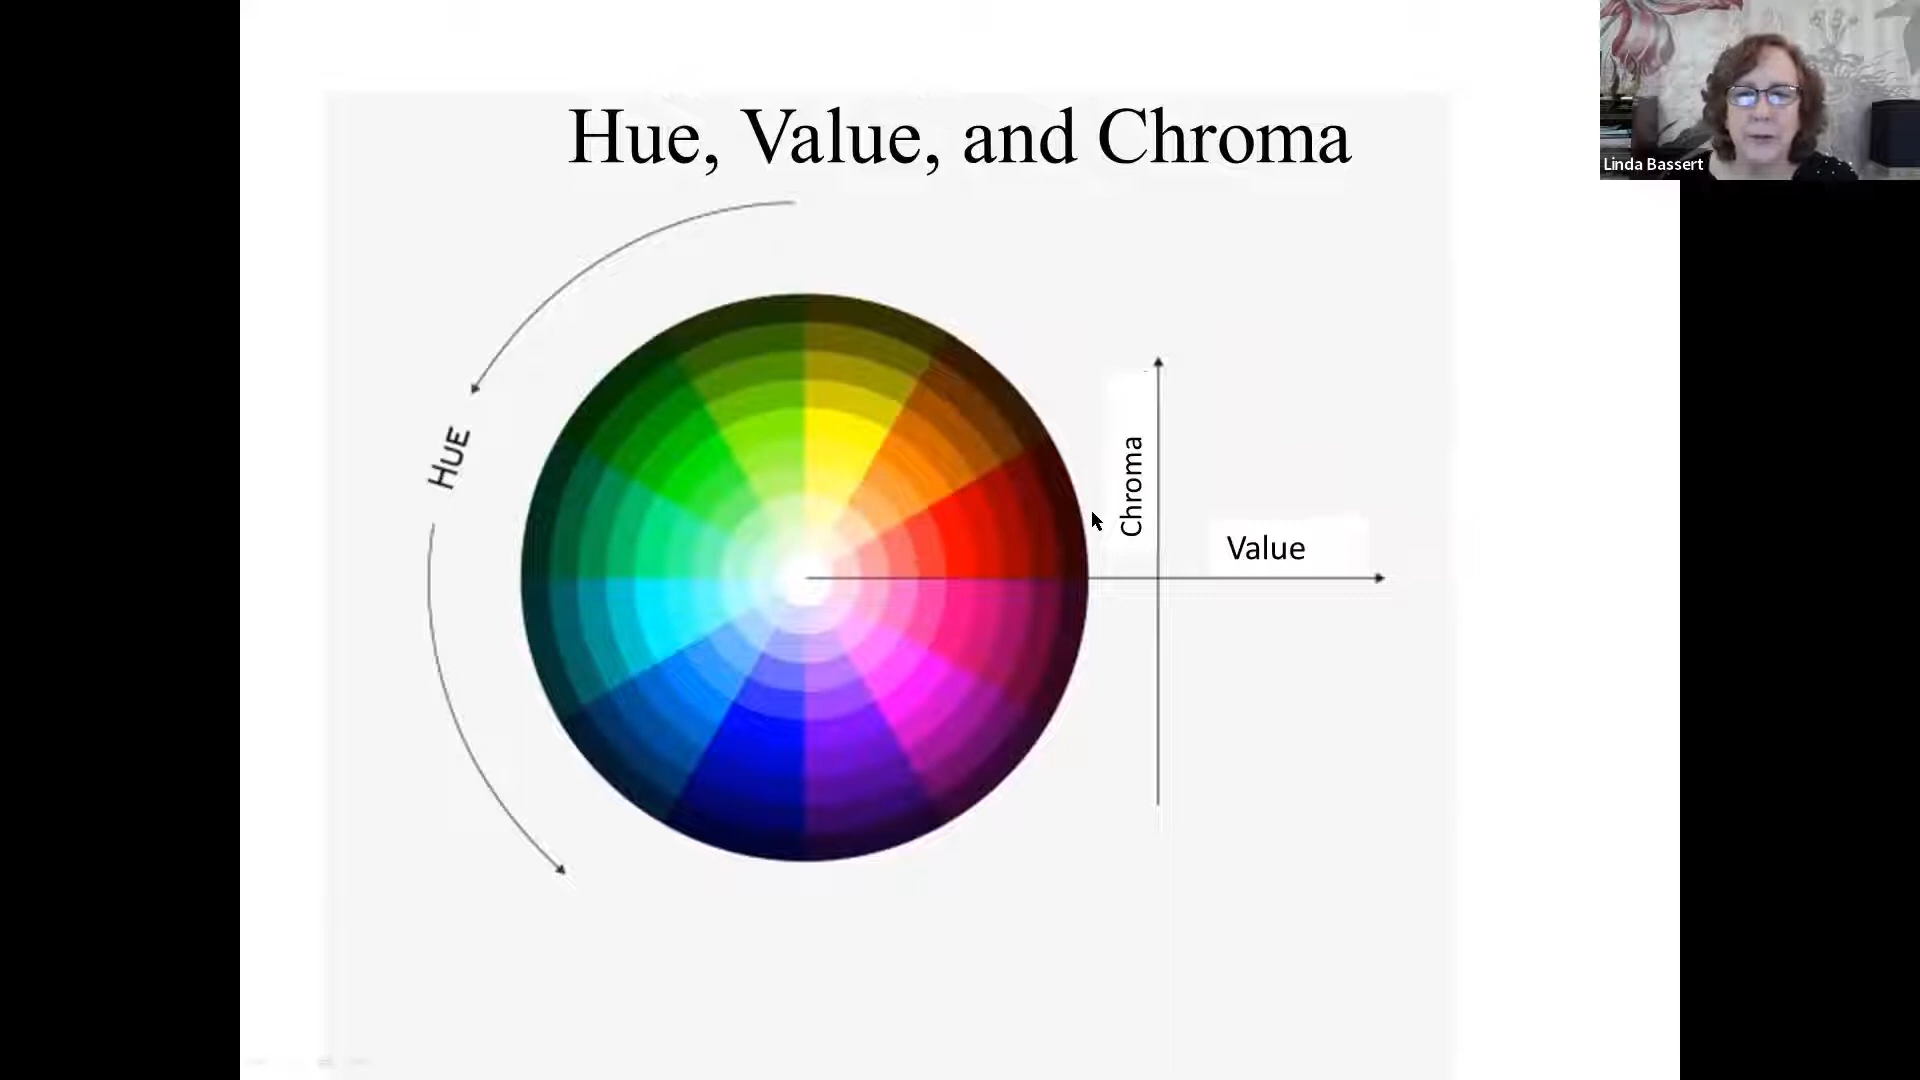 Hue, Value, and Chroma
Linda Bassert
HUE
Chroma
Value